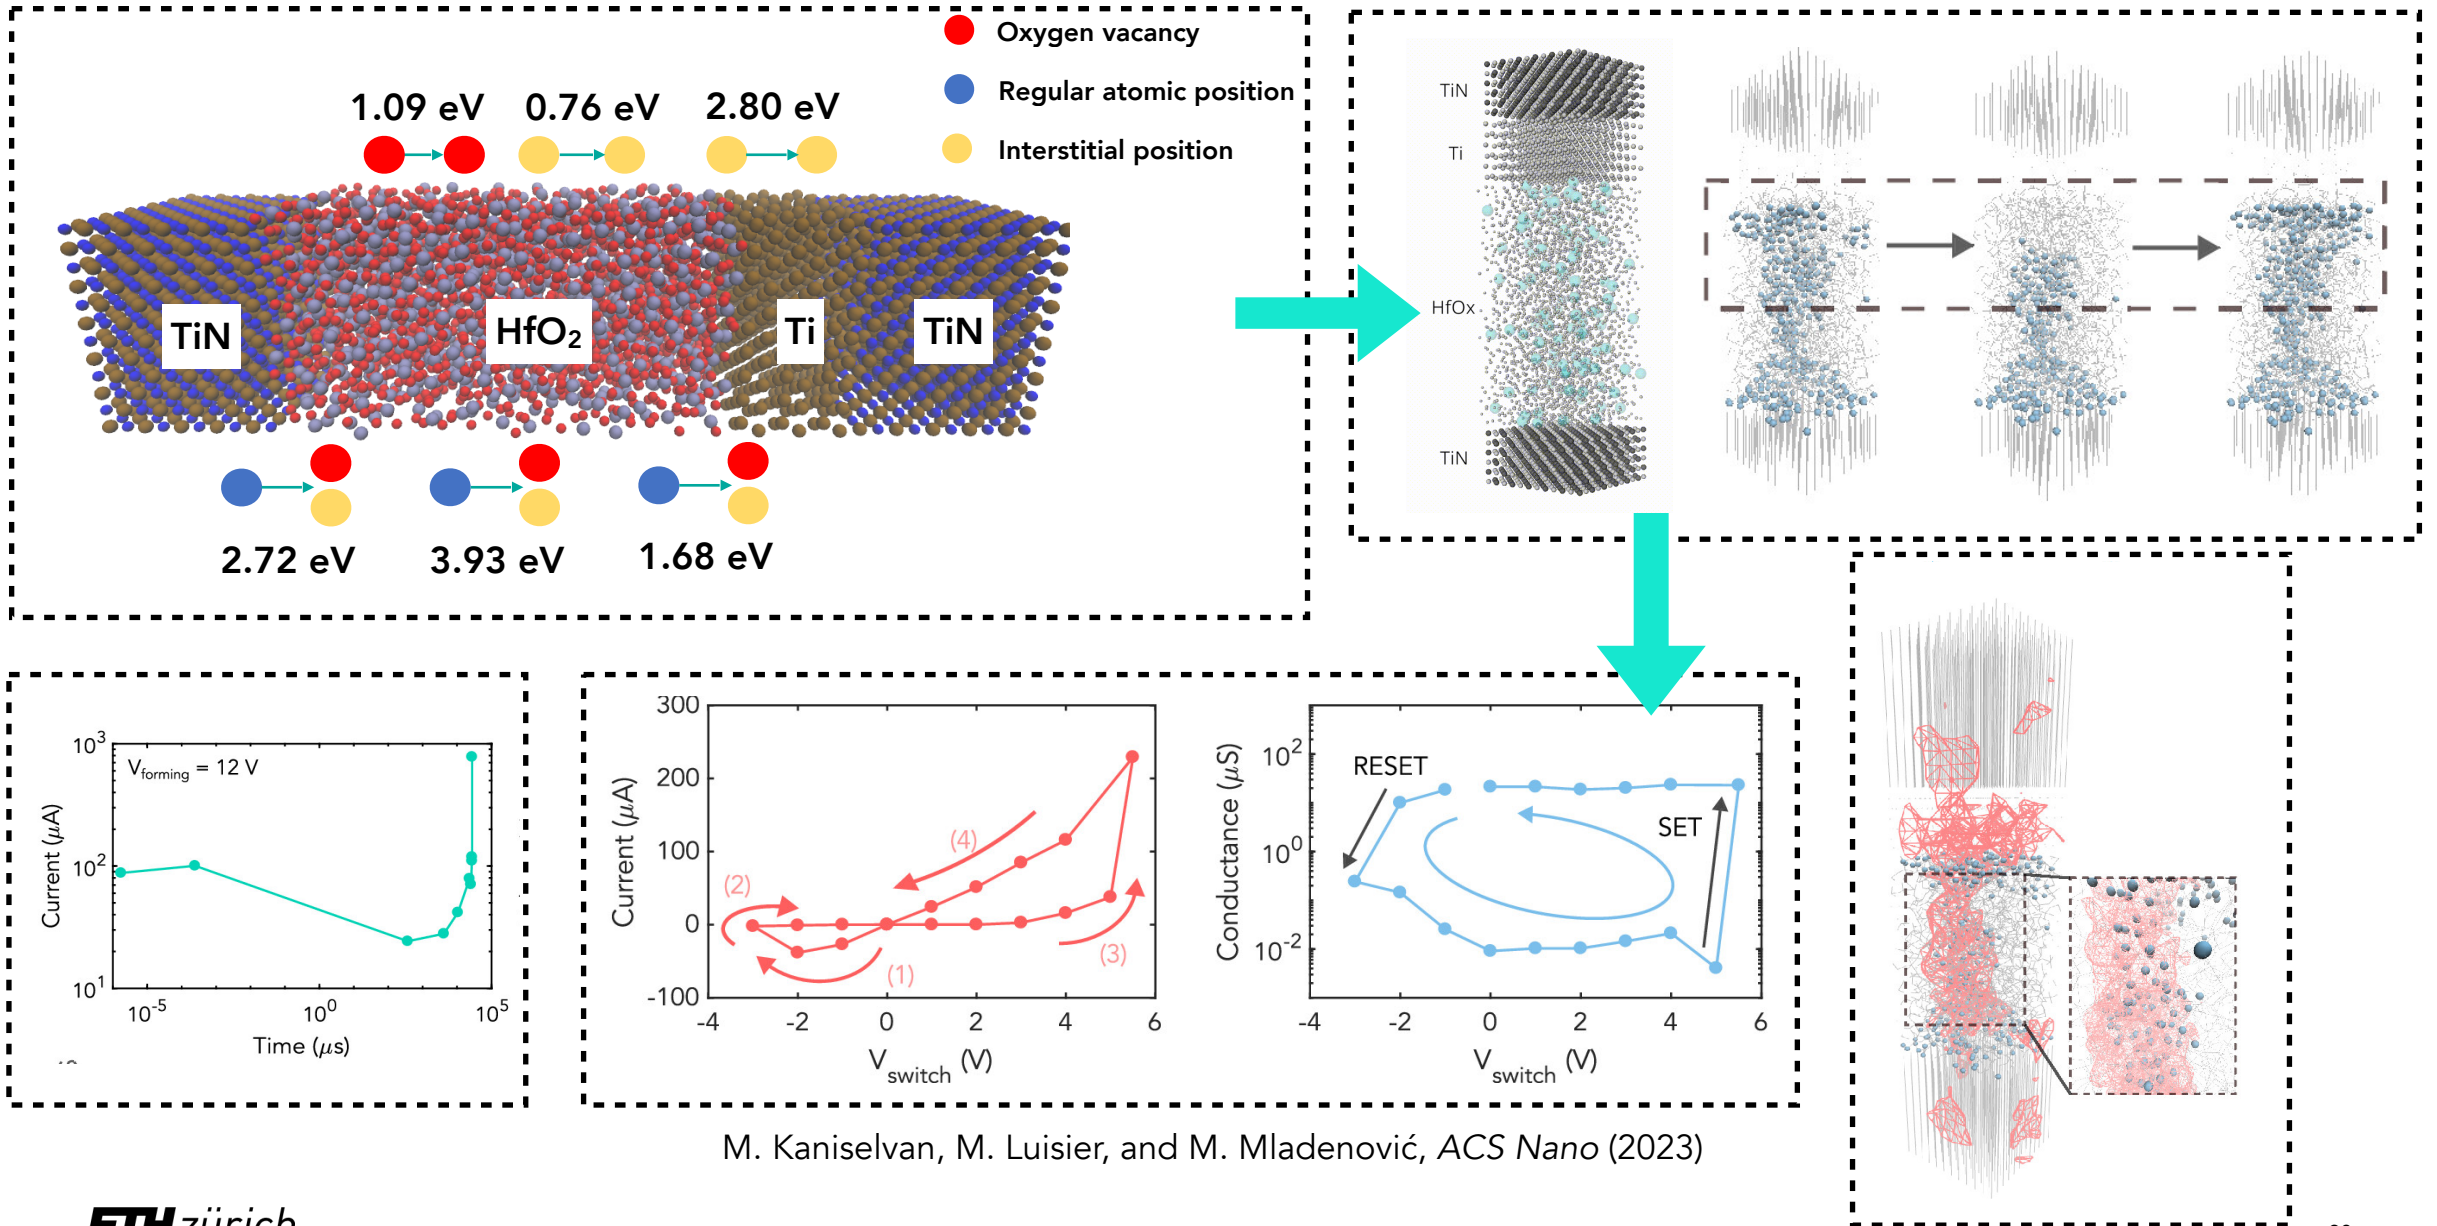 Oxygen vacancy
Regular atomic position
Interstitial position
1.09 eV 0.76 eV 2.80 eV
TiN HfO₂ Ti TiN
2.72 eV 3.93 eV 1.68 eV
TiN
Ti
HfOx
TiN
V_forming = 12 V
10³
10²
10¹
Current (μA)
10⁻⁵ 10⁰ 10⁵
Time (μs)
300
200
100
0
-100
Current (μA)
(4)
(2)
(3)
(1)
-4 -2 0 2 4 6
V_switch (V)
10²
10⁰
10⁻²
Conductance (μS)
RESET
SET
-4 -2 0 2 4 6
V_switch (V)
M. Kaniselvan, M. Luisier, and M. Mladenović, ACS Nano (2023)
ETH zürich